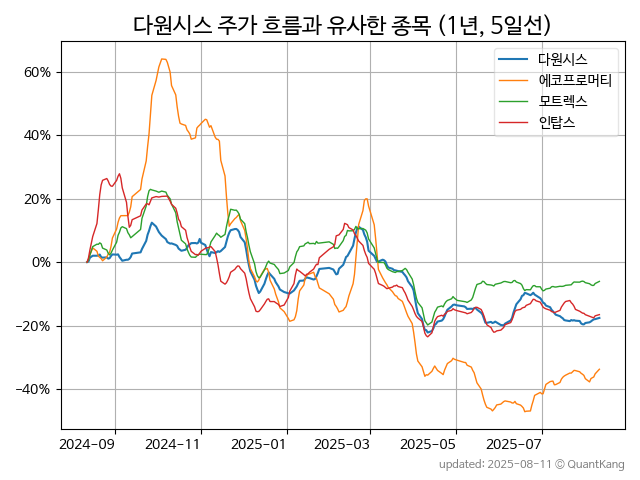 다원시스 주가 흐름과 유사한 종목 (1년, 5일선)
다원시스
에코프로머티
모트렉스
인탑스
60%
40%
20%
0%
−20%
−40%
2024-09
2024-11
2025-01
2025-03
2025-05
2025-07
updated: 2025-08-11 © QuantKang